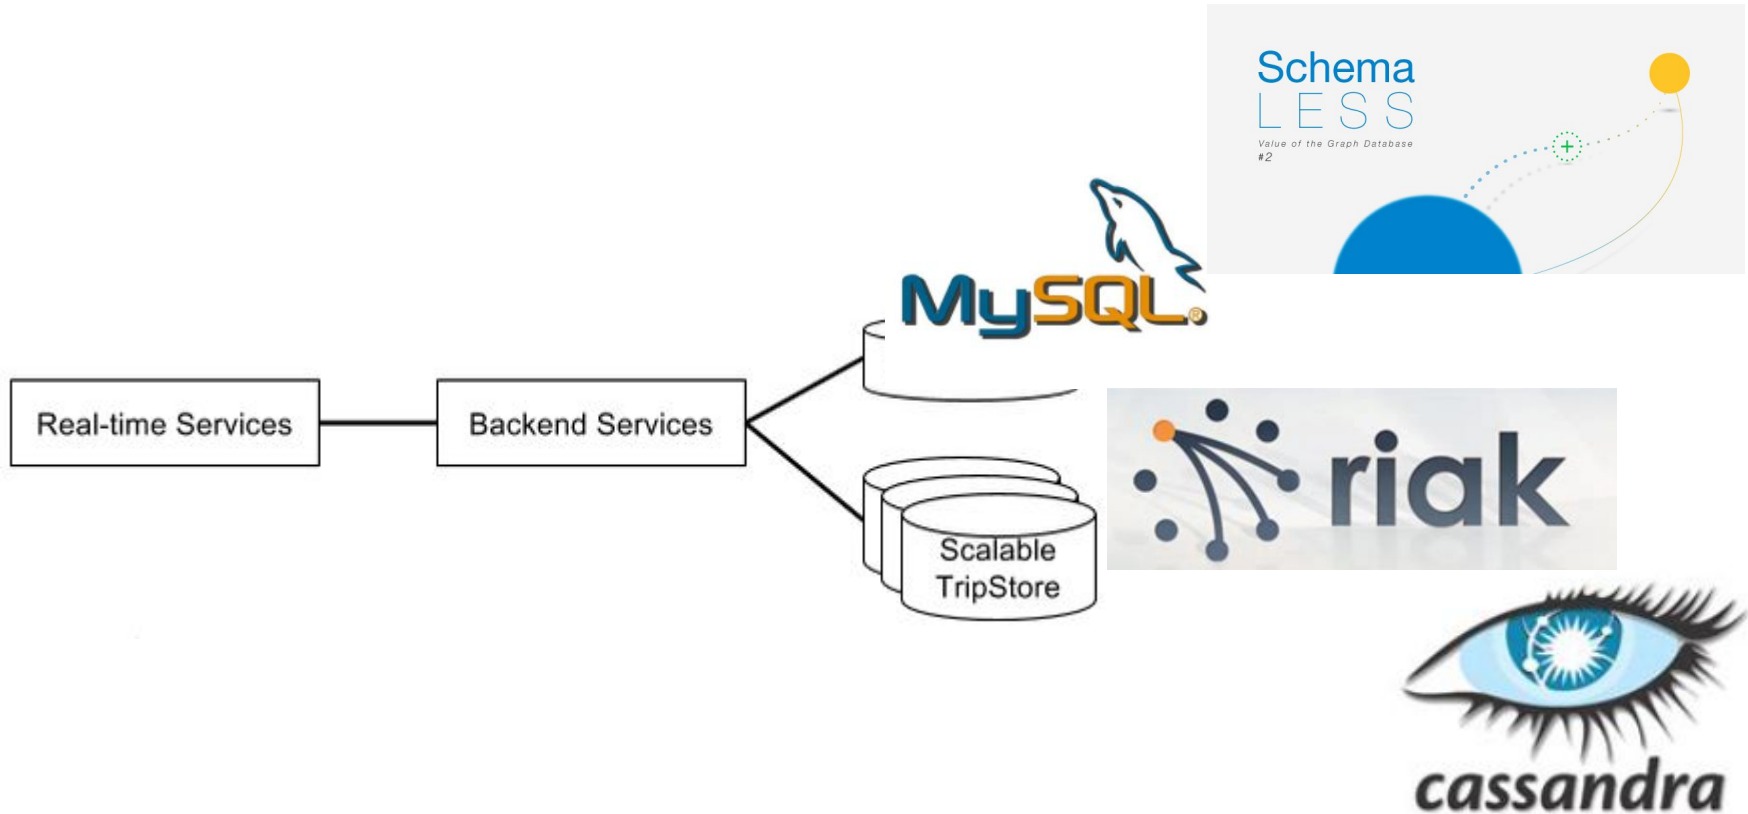 Schema
LESS
Value of the Graph Database
#2
MySQL®
Real-time Services
Backend Services
riak
Scalable
TripStore
cassandra